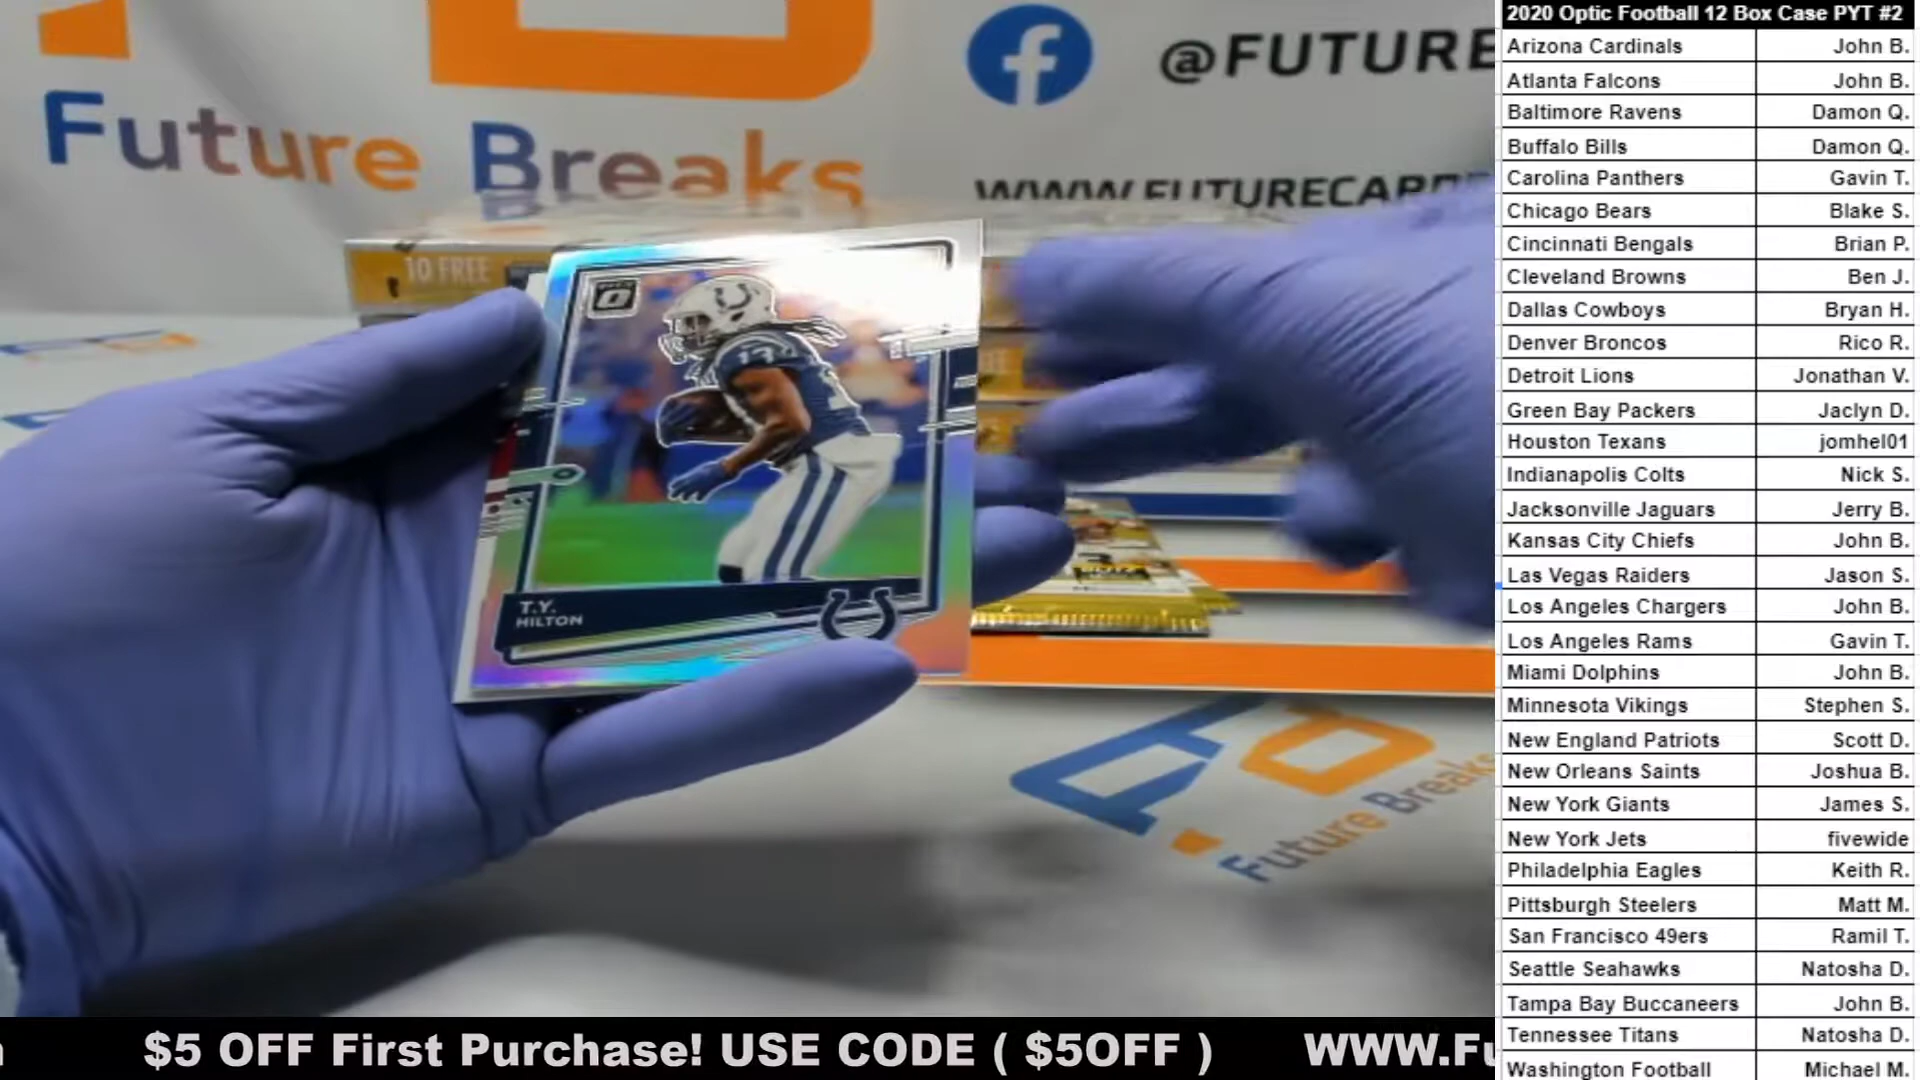 Future Breaks
@FUTURE
WWW.FUTURECARD
10 FREE
T.Y.
HILTON
Future Breaks
$5 OFF First Purchase! USE CODE ( $5OFF )
WWW.Fu
2020 Optic Football 12 Box Case PYT #2
Arizona Cardinals John B.
Atlanta Falcons John B.
Baltimore Ravens Damon Q.
Buffalo Bills Damon Q.
Carolina Panthers Gavin T.
Chicago Bears Blake S.
Cincinnati Bengals Brian P.
Cleveland Browns Ben J.
Dallas Cowboys Bryan H.
Denver Broncos Rico R.
Detroit Lions Jonathan V.
Green Bay Packers Jaclyn D.
Houston Texans jomhel01
Indianapolis Colts Nick S.
Jacksonville Jaguars Jerry B.
Kansas City Chiefs John B.
Las Vegas Raiders Jason S.
Los Angeles Chargers John B.
Los Angeles Rams Gavin T.
Miami Dolphins John B.
Minnesota Vikings Stephen S.
New England Patriots Scott D.
New Orleans Saints Joshua B.
New York Giants James S.
New York Jets fivewide
Philadelphia Eagles Keith R.
Pittsburgh Steelers Matt M.
San Francisco 49ers Ramil T.
Seattle Seahawks Natosha D.
Tampa Bay Buccaneers John B.
Tennessee Titans Natosha D.
Washington Football Michael M.